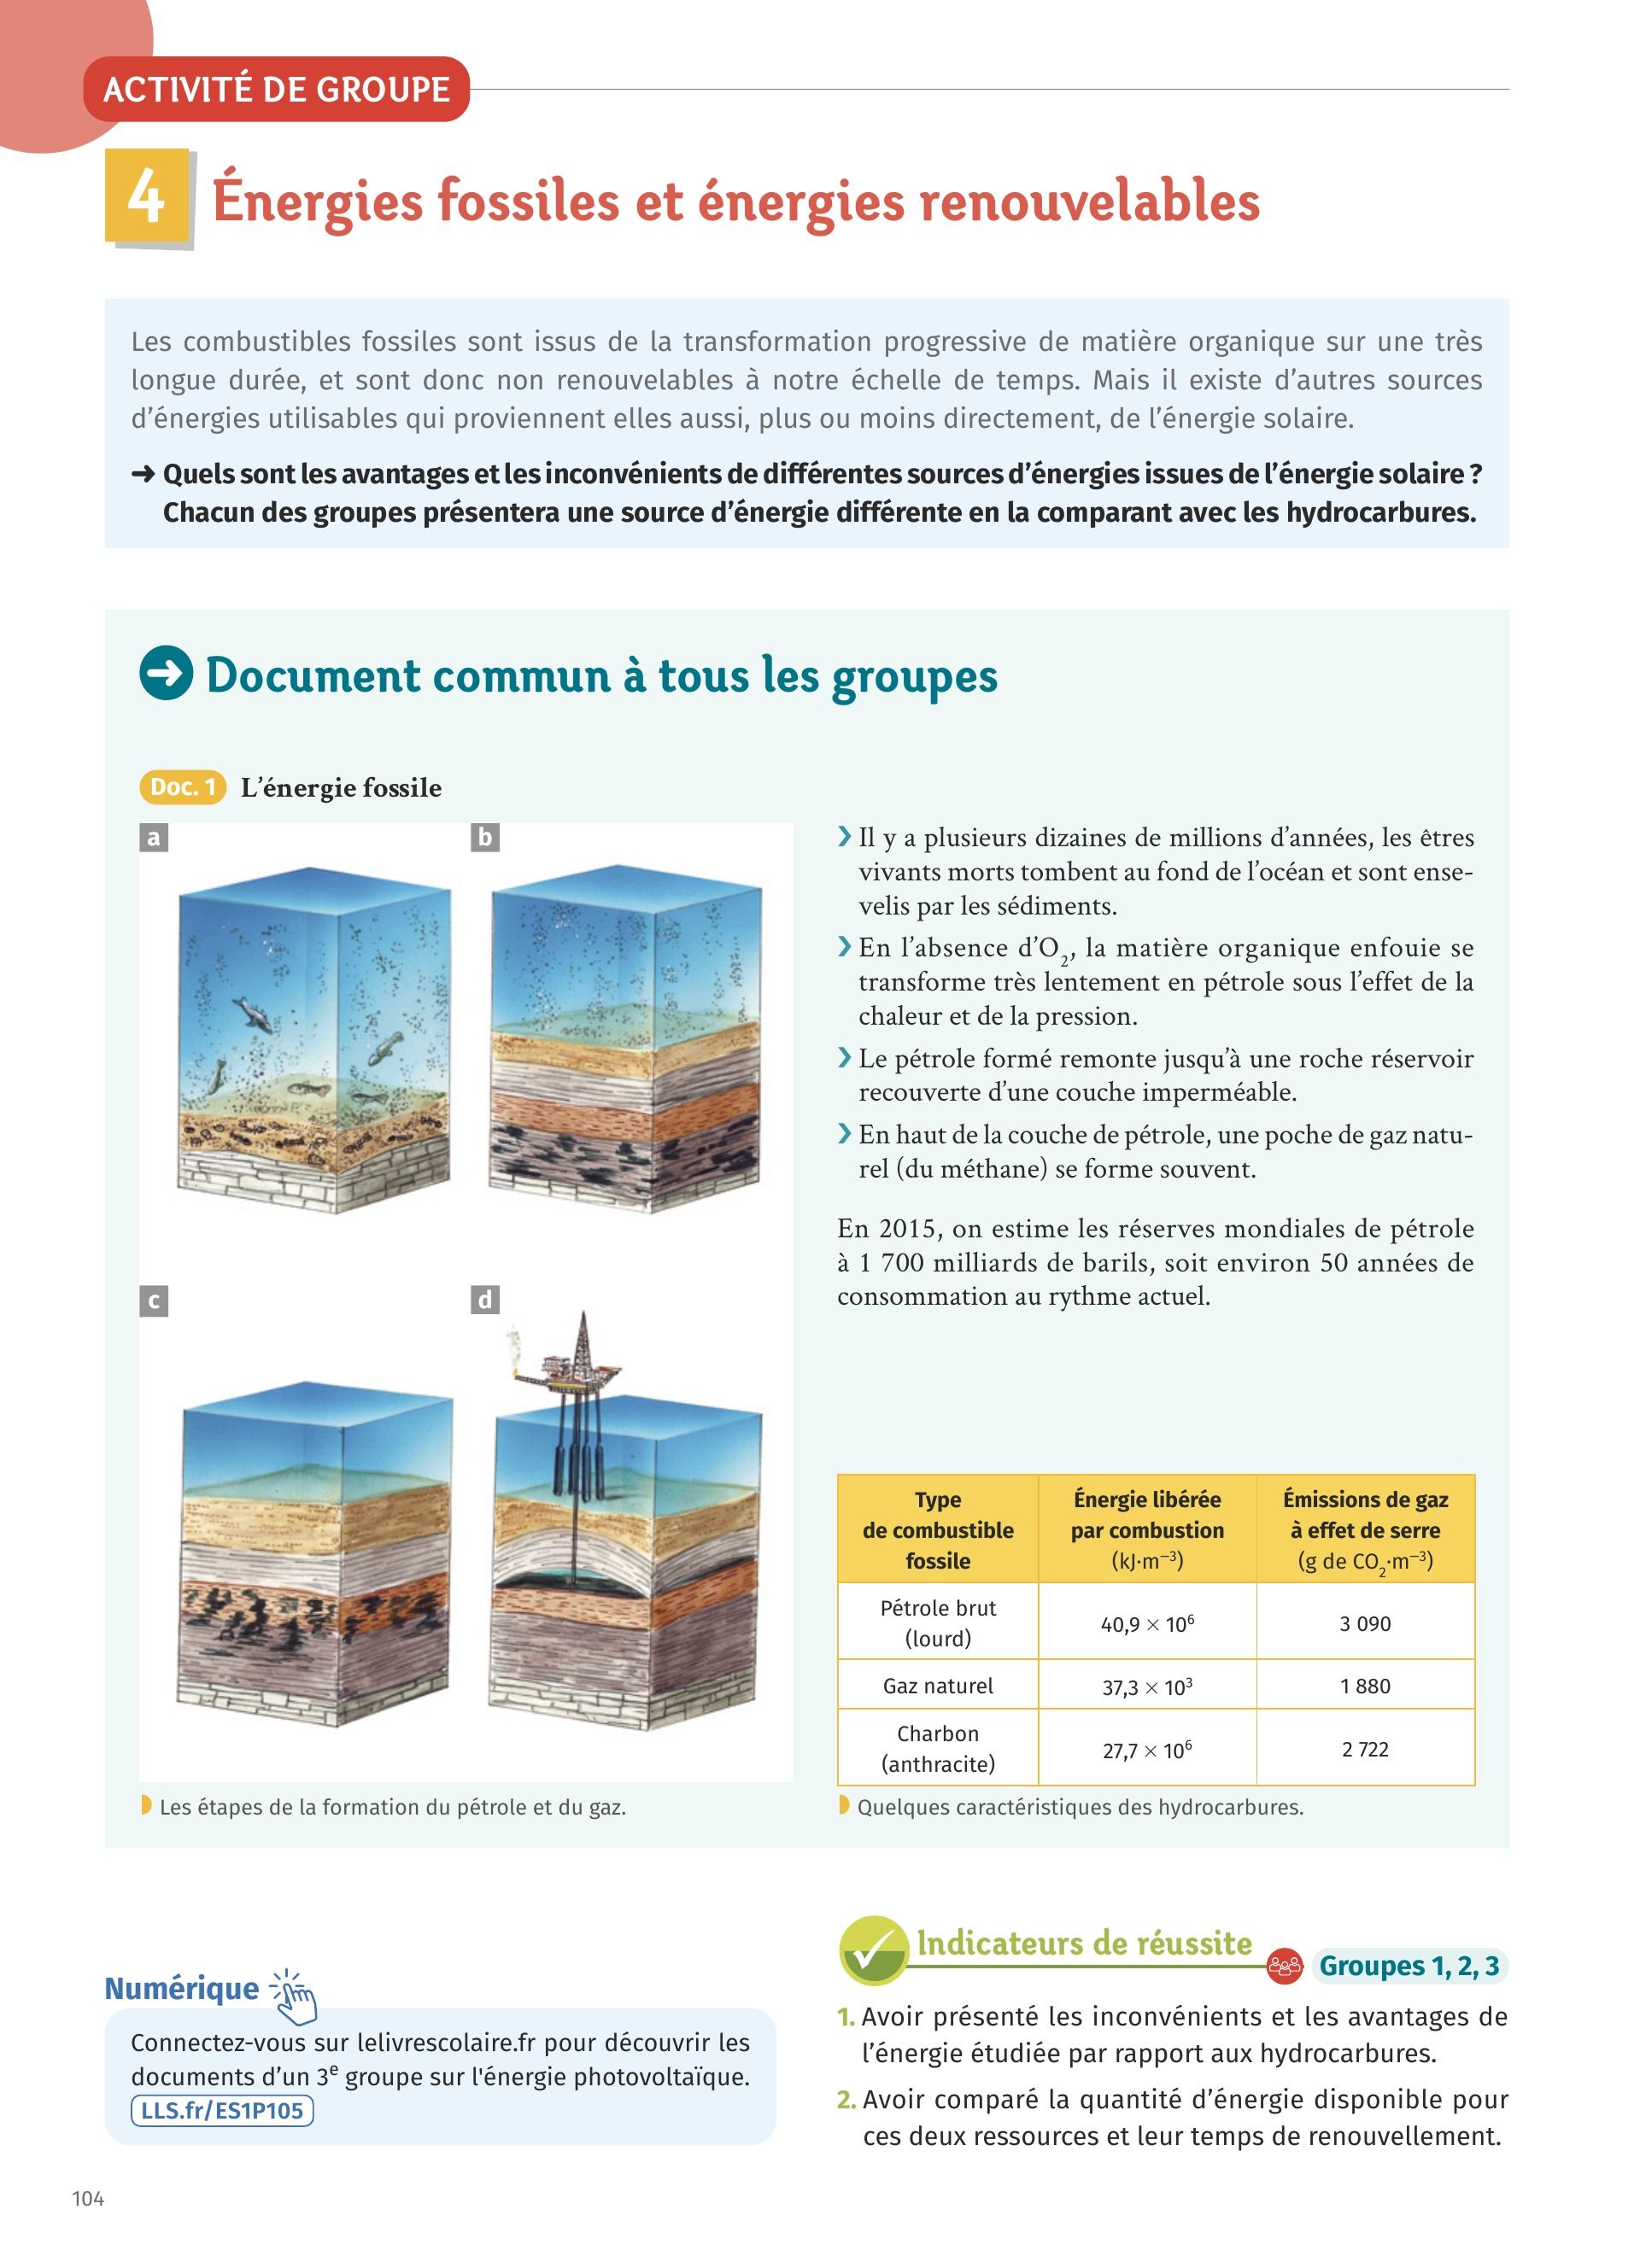 ACTIVITÉ DE GROUPE
4 Énergies fossiles et énergies renouvelables
Les combustibles fossiles sont issus de la transformation progressive de matière organique sur une très
longue durée, et sont donc non renouvelables à notre échelle de temps. Mais il existe d’autres sources
d’énergies utilisables qui proviennent elles aussi, plus ou moins directement, de l’énergie solaire.
➜ Quels sont les avantages et les inconvénients de différentes sources d’énergies issues de l’énergie solaire ?
Chacun des groupes présentera une source d’énergie différente en la comparant avec les hydrocarbures.
Document commun à tous les groupes
Doc. 1 L’énergie fossile
a
b
c
d
Les étapes de la formation du pétrole et du gaz.
❯ Il y a plusieurs dizaines de millions d’années, les êtres
vivants morts tombent au fond de l’océan et sont ense-
velis par les sédiments.
❯ En l’absence d’O₂, la matière organique enfouie se
transforme très lentement en pétrole sous l’effet de la
chaleur et de la pression.
❯ Le pétrole formé remonte jusqu’à une roche réservoir
recouverte d’une couche imperméable.
❯ En haut de la couche de pétrole, une poche de gaz natu-
rel (du méthane) se forme souvent.
En 2015, on estime les réserves mondiales de pétrole
à 1 700 milliards de barils, soit environ 50 années de
consommation au rythme actuel.
Type
de combustible
fossile
Énergie libérée
par combustion
(kJ·m⁻³)
Émissions de gaz
à effet de serre
(g de CO₂·m⁻³)
Pétrole brut
(lourd)
40,9 × 10⁶
3 090
Gaz naturel
37,3 × 10³
1 880
Charbon
(anthracite)
27,7 × 10⁶
2 722
Quelques caractéristiques des hydrocarbures.
Numérique
Connectez-vous sur lelivrescolaire.fr pour découvrir les
documents d’un 3ᵉ groupe sur l'énergie photovoltaïque.
LLS.fr/ES1P105
Indicateurs de réussite
Groupes 1, 2, 3
1. Avoir présenté les inconvénients et les avantages de
l’énergie étudiée par rapport aux hydrocarbures.
2. Avoir comparé la quantité d’énergie disponible pour
ces deux ressources et leur temps de renouvellement.
104